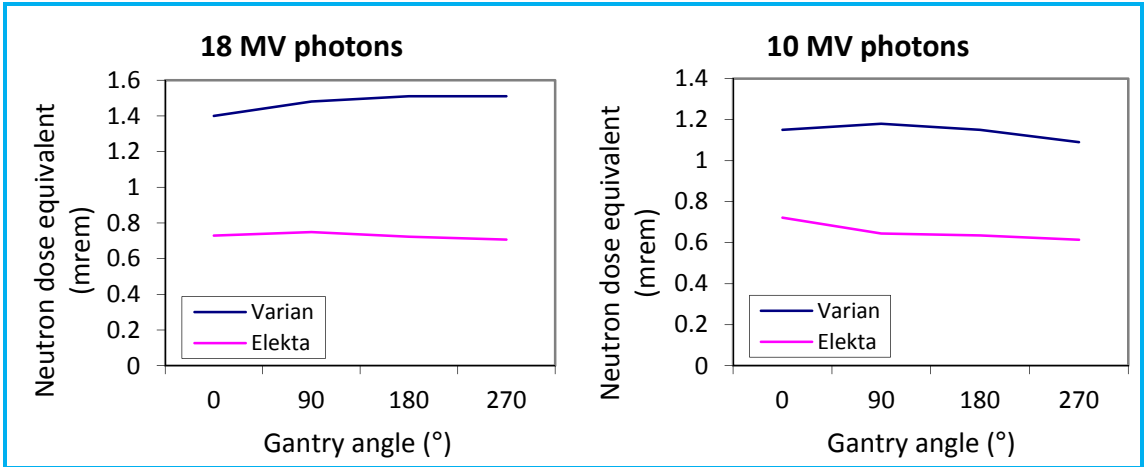 18 MV photons
Neutron dose equivalent
(mrem)
1.6
1.4
1.2
1
0.8
0.6
0.4
0.2
0
Varian
Elekta
0 90 180 270
Gantry angle (°)
10 MV photons
Neutron dose equivalent
(mrem)
1.4
1.2
1
0.8
0.6
0.4
0.2
0
Varian
Elekta
0 90 180 270
Gantry angle (°)